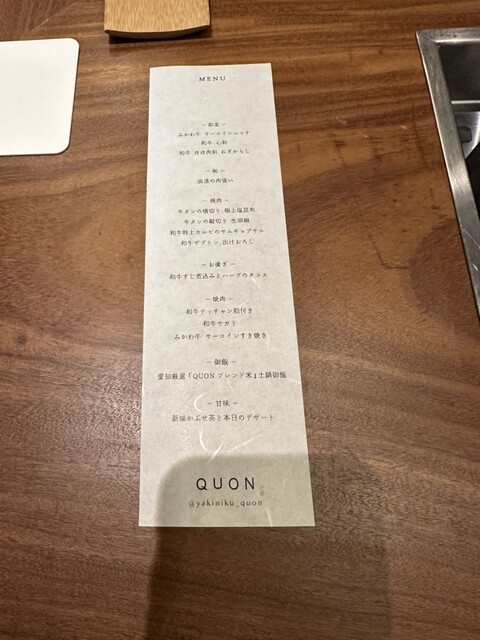 MENU
– 前菜 –
みかわ牛 サーロインユッケ
和牛 心刺
和牛 ほほ肉刺 ねぎからし
– 椀 –
浪速の肉吸い
– 焼肉 –
牛タンの横切り 極上塩昆布
牛タンの縦切り 生胡椒
和牛特上カルビのサムギョプサル
和牛ザブトン 出汁おろし
– お凌ぎ –
和牛すじ煮込みとハーブのタコス
– 焼肉 –
和牛テッチャン脂付き
和牛サガリ
みかわ牛 サーロインすき焼き
– 御飯 –
愛知厳選「QUONブレンド米」土鍋御飯
– 甘味 –
新城かぶせ茶と本日のデザート
QUON
@yakiniku_quon